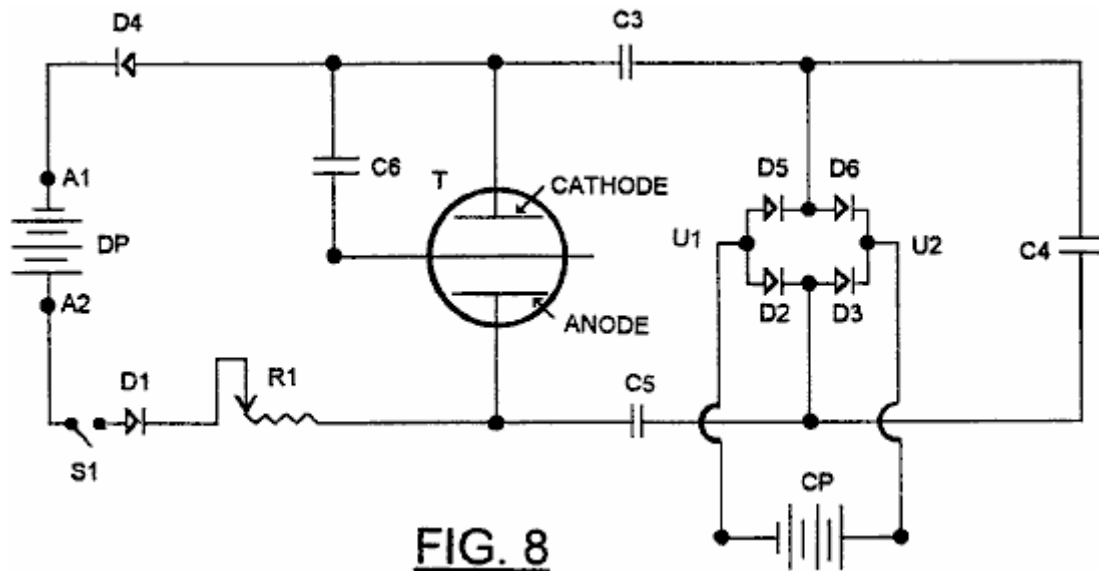 D4
C3
A1
C6
T
CATHODE
D5
D6
DP
U1
U2
C4
A2
D2
D3
ANODE
D1
R1
C5
S1
CP
FIG. 8